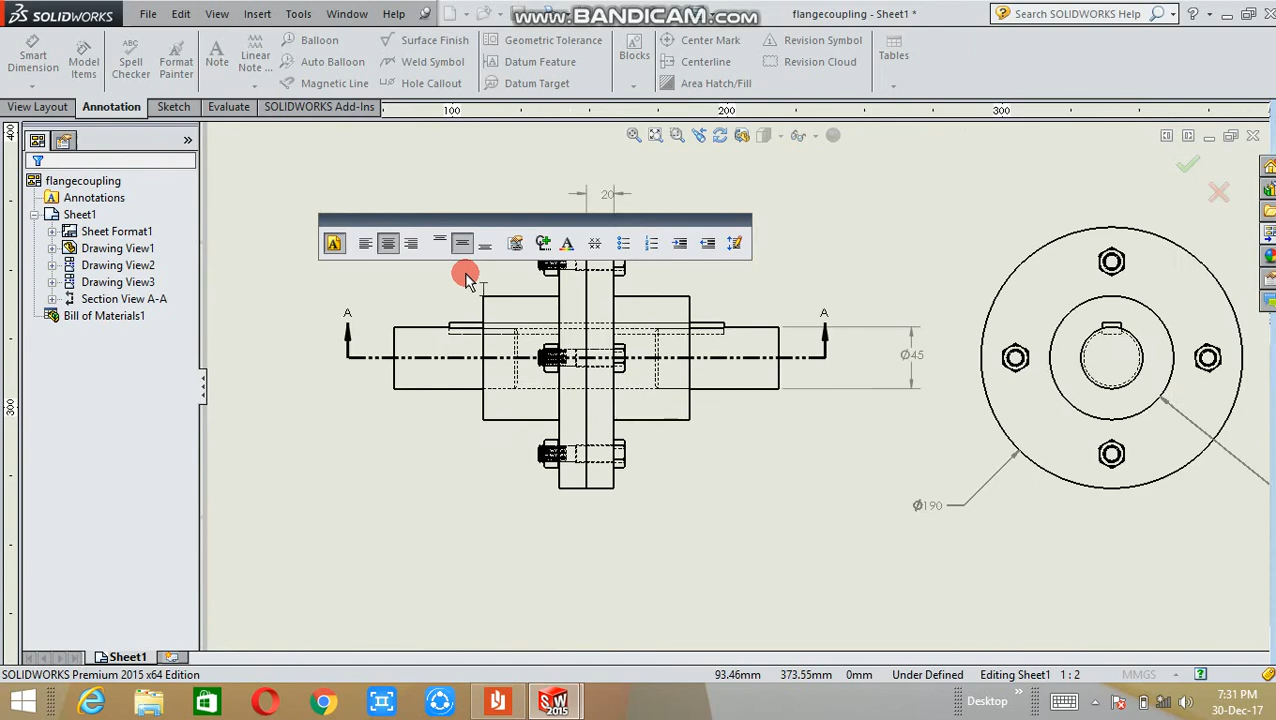 SOLIDWORKS
File Edit View Insert Tools Window Help
www.BANDICAM.com
flangecoupling - Sheet1 *
Search SOLIDWORKS Help
Smart Dimension
Model Items
Spell Checker
Format Painter
Note
Linear Note ...
Balloon
Auto Balloon
Magnetic Line
Surface Finish
Weld Symbol
Hole Callout
Geometric Tolerance
Datum Feature
Datum Target
Blocks
Center Mark
Centerline
Area Hatch/Fill
Revision Symbol
Revision Cloud
Tables
View Layout Annotation Sketch Evaluate SOLIDWORKS Add-Ins
100 200 300
400
300
flangecoupling
Annotations
Sheet1
Sheet Format1
Drawing View1
Drawing View2
Drawing View3
Section View A-A
Bill of Materials1
20
A A
Ø45
Ø190
Sheet1
SOLIDWORKS Premium 2015 x64 Edition
93.46mm 373.55mm 0mm Under Defined Editing Sheet1 1 : 2 MMGS
SW 2015
Desktop
7:31 PM
30-Dec-17